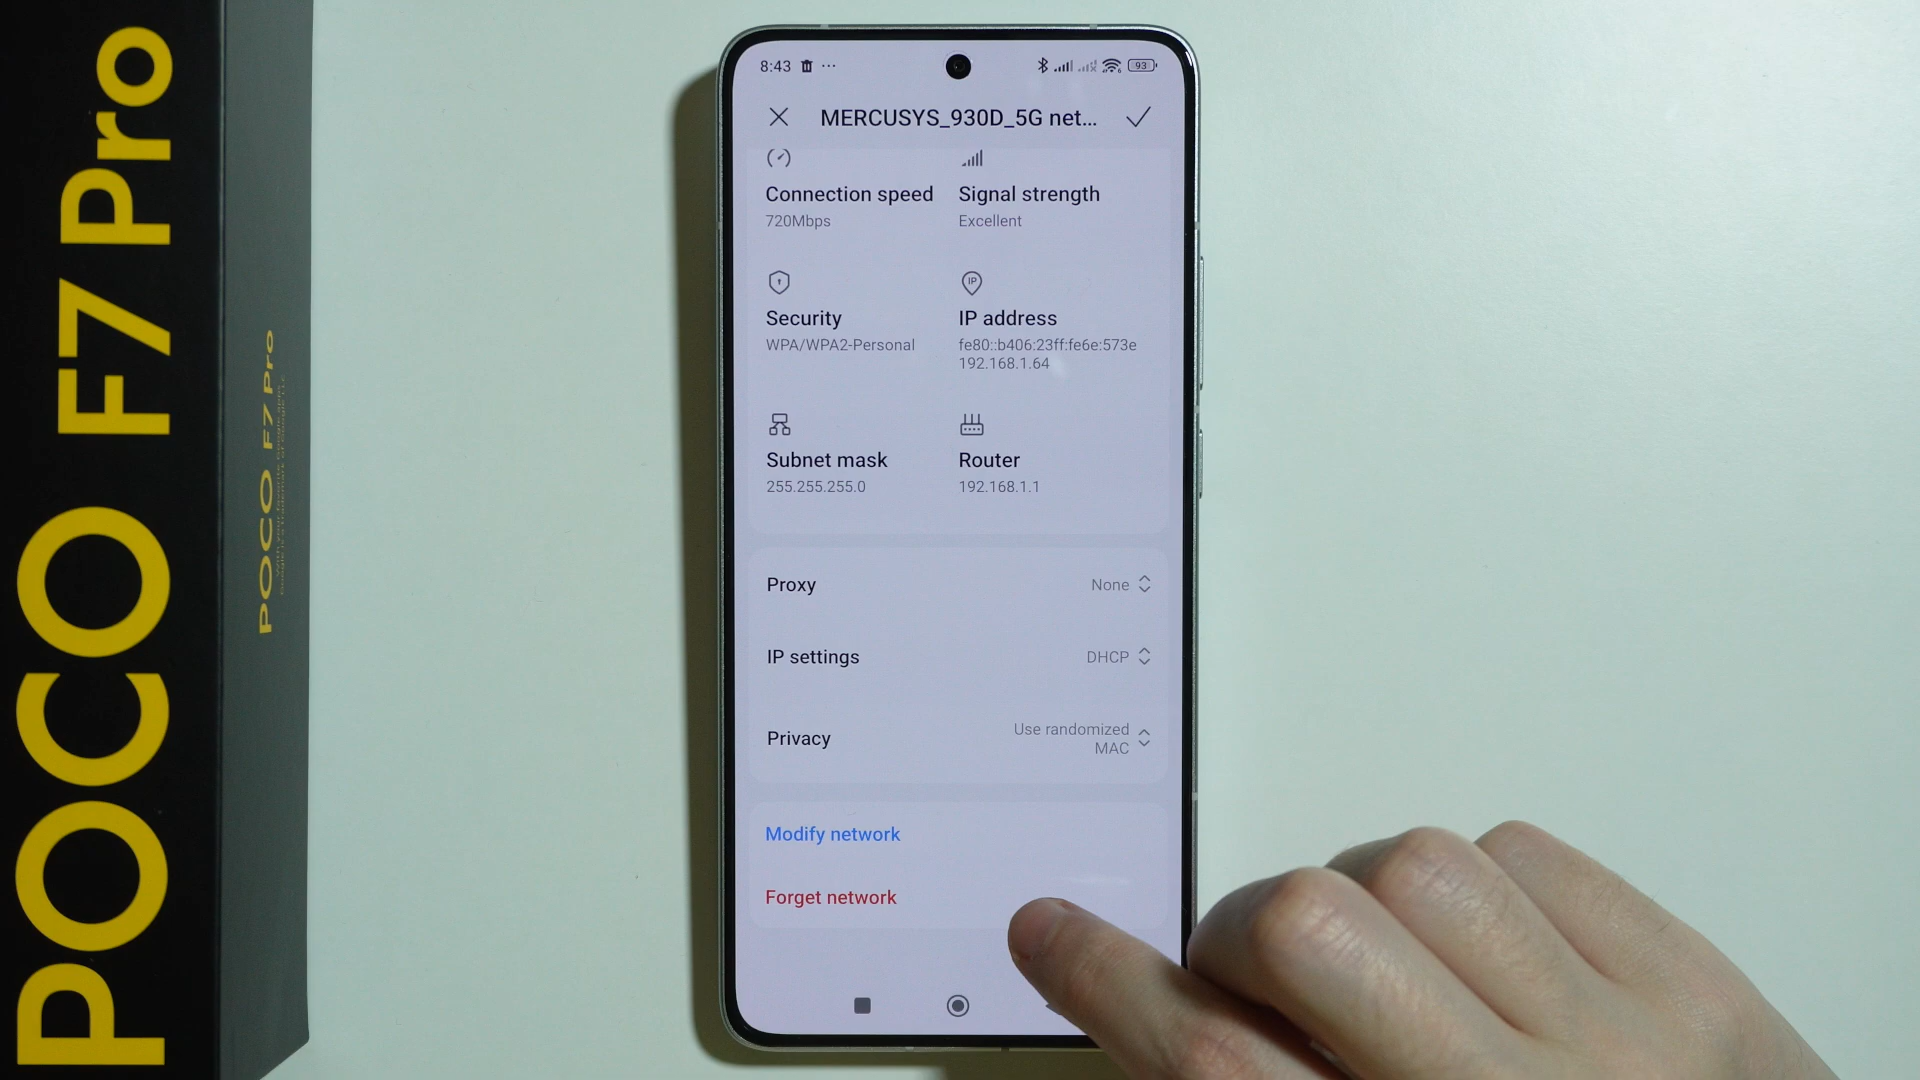 POCO F7 Pro
POCO F7 Pro
8:43
93
MERCUSYS_930D_5G net...
Connection speed
720Mbps
Signal strength
Excellent
Security
WPA/WPA2-Personal
IP
IP address
fe80::b406:23ff:fe6e:573e
192.168.1.64
Subnet mask
255.255.255.0
Router
192.168.1.1
Proxy
None
IP settings
DHCP
Privacy
Use randomized
MAC
Modify network
Forget network